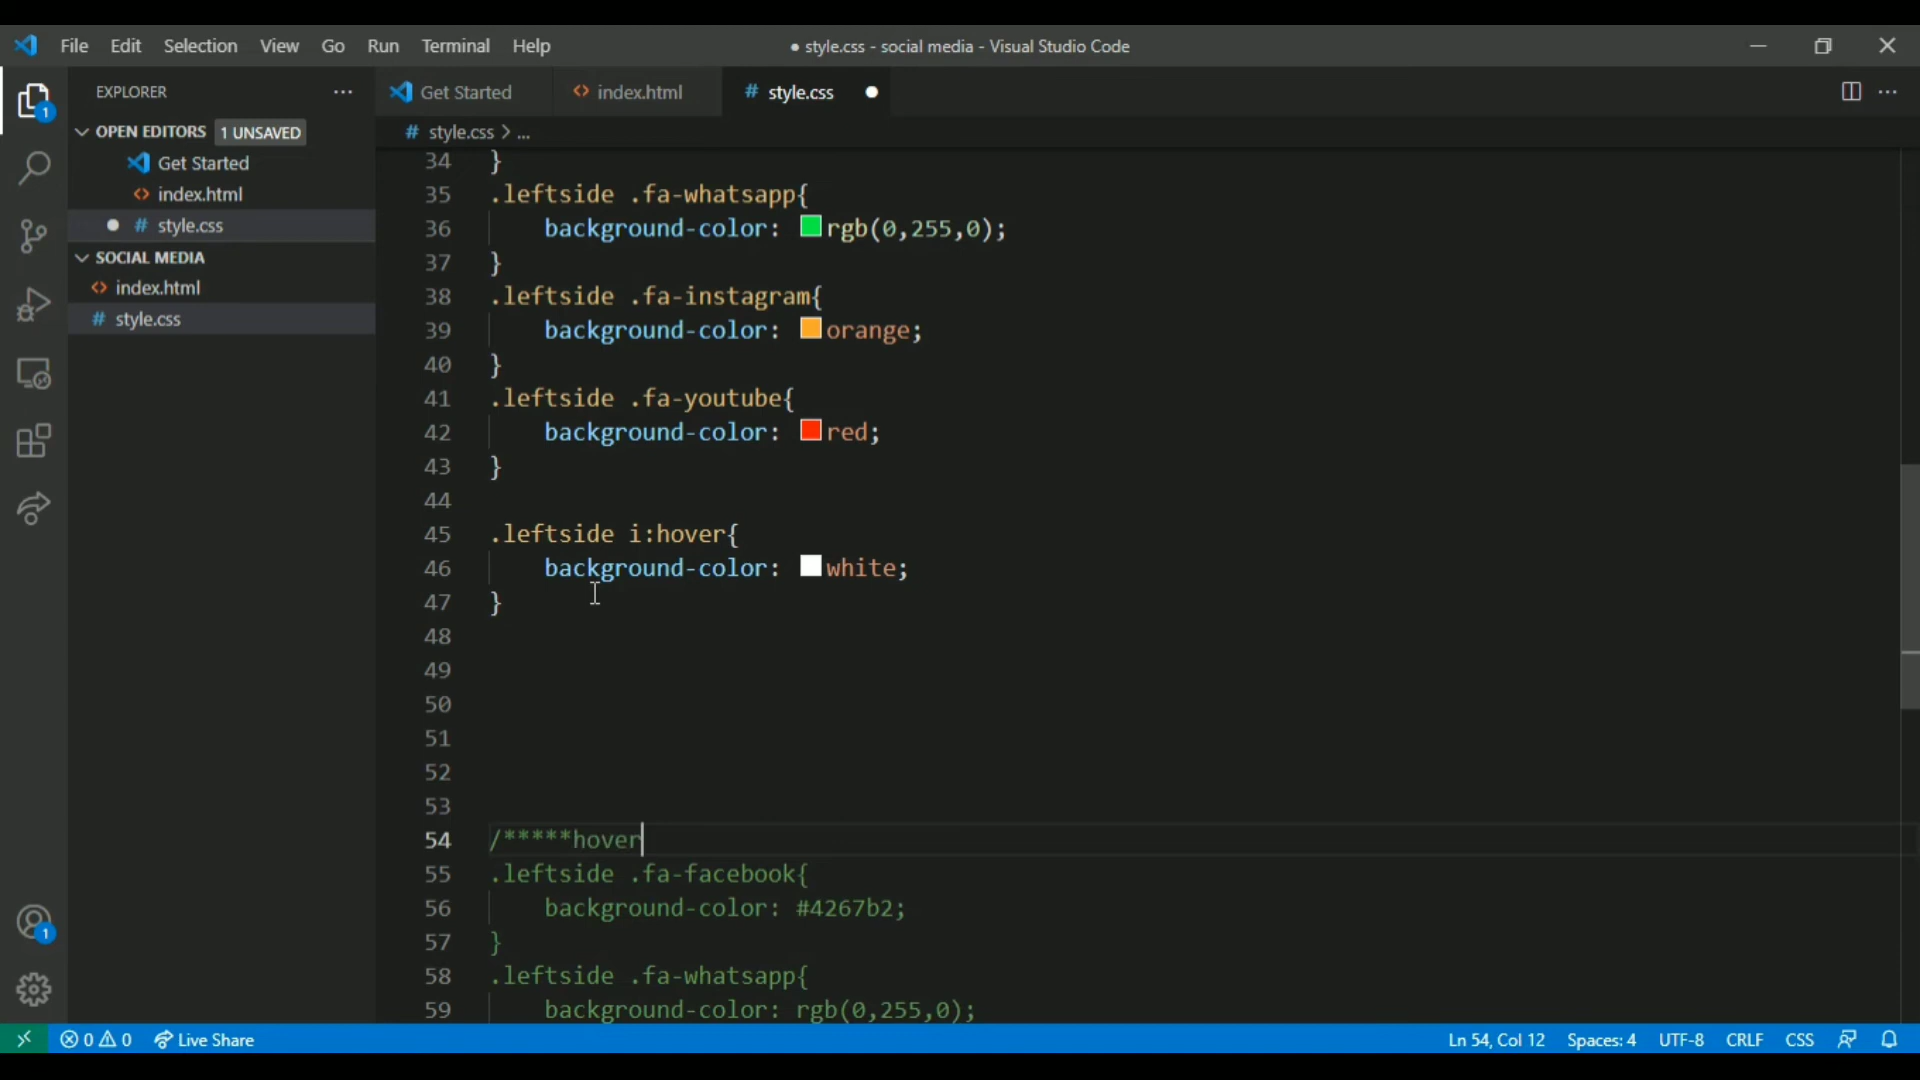 File Edit Selection View Go Run Terminal Help
● style.css - social media - Visual Studio Code
EXPLORER
OPEN EDITORS 1 UNSAVED
Get Started
index.html
style.css
SOCIAL MEDIA
index.html
style.css
Get Started index.html style.css
style.css > ...
34 }
35 .leftside .fa-whatsapp{
36 background-color: rgb(0,255,0);
37 }
38 .leftside .fa-instagram{
39 background-color: orange;
40 }
41 .leftside .fa-youtube{
42 background-color: red;
43 }
44
45 .leftside i:hover{
46 background-color: white;
47 }
48
49
50
51
52
53
54 /*****hover
55 .leftside .fa-facebook{
56 background-color: #4267b2;
57 }
58 .leftside .fa-whatsapp{
59 background-color: rgb(0,255,0);
1
1
0 0 Live Share
Ln 54, Col 12 Spaces: 4 UTF-8 CRLF CSS